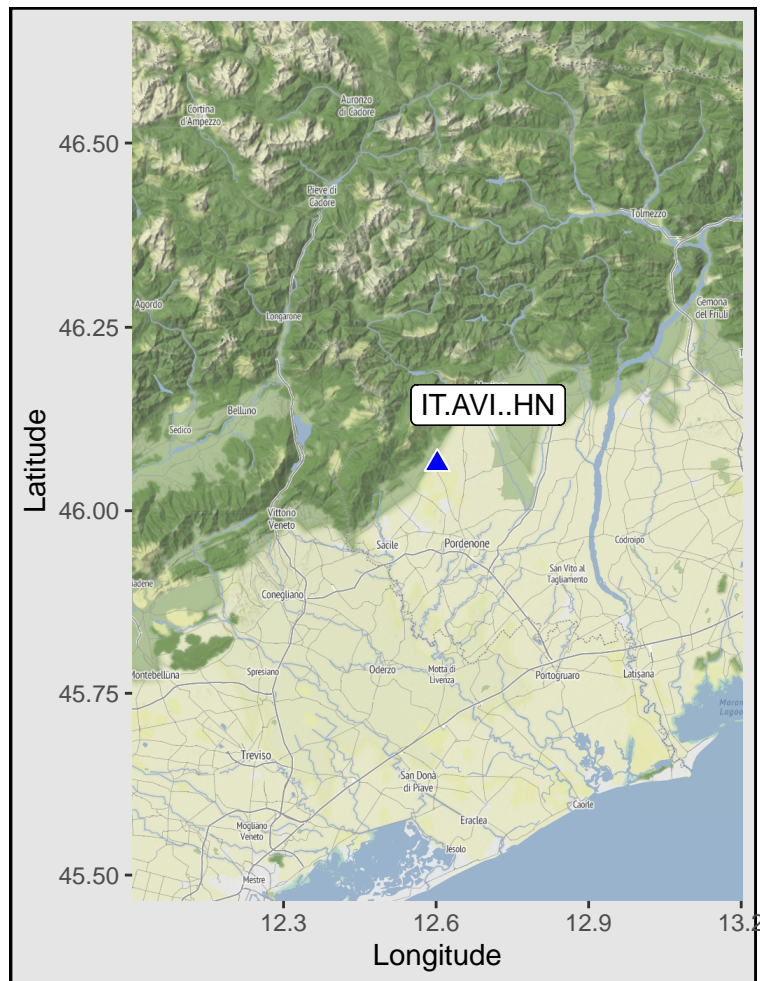 Cortina
d'Ampezzo
Auronzo
di Cadore
46.50
Pieve di
Cadore
Tolmezzo
Agordo
Gemona
del Friuli
46.25
Longarone
IT.AVI..HN
Belluno
Sedico
Latitude
46.00
Vittorio
Veneto
Sacile
Pordenone
Codroipo
San Vito al
Tagliamento
Conegliano
45.75
Montebelluna
Spresiano
Oderzo
Motta di
Livenza
Portogruaro
Latisana
Treviso
San Donà
di Piave
Caorle
Eraclea
Mogliano
Veneto
Jesolo
Mestre
45.50
12.3
12.6
12.9
13.2
Longitude